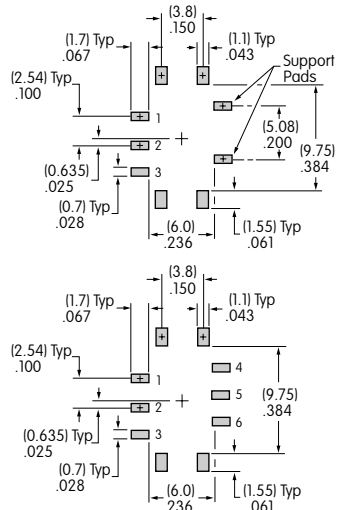 (3.8)
.150
(1.7) Typ
.067
(1.1) Typ
.043
(2.54) Typ
.100
Support
Pads
1
2
3
(5.08)
.200
(9.75)
.384
(0.635)
.025
(0.7) Typ
.028
(6.0)
.236
(1.55) Typ
.061
(3.8)
.150
(1.7) Typ
.067
(1.1) Typ
.043
(2.54) Typ
.100
1
2
3
4
5
6
(9.75)
.384
(0.635) Typ
.025
(0.7) Typ
.028
(6.0)
.236
(1.55) Typ
.061